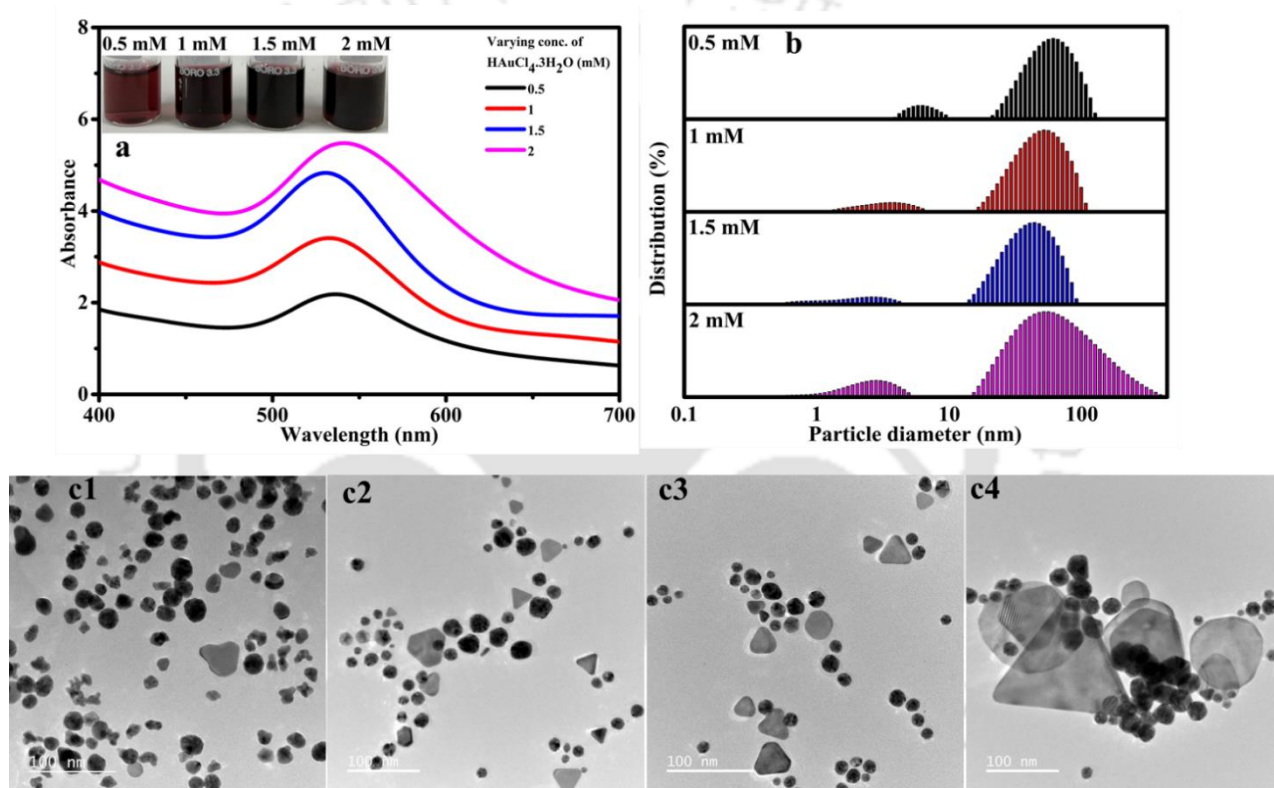 8
6
4
2
0
Absorbance
0.5 mM 1 mM 1.5 mM 2 mM
a
Varying conc. of
HAuCl₄.3H₂O (mM)
0.5
1
1.5
2
400 500 600 700
Wavelength (nm)
b
0.5 mM
1 mM
1.5 mM
2 mM
Distribution (%)
0.1 1 10 100
Particle diameter (nm)
c1
100 nm
c2
100 nm
c3
100 nm
c4
100 nm